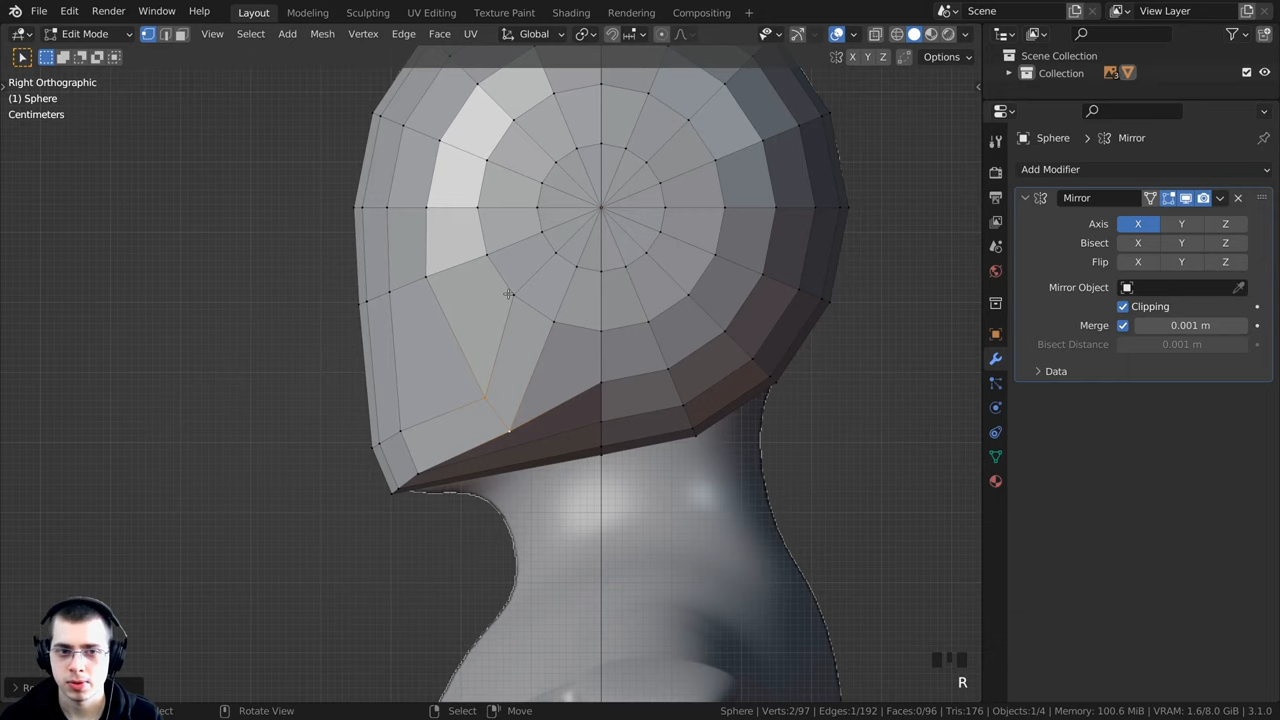 File Edit Render Window Help Layout Modeling Sculpting UV Editing Texture Paint Shading Rendering Compositing + Scene View Layer
Edit Mode View Select Add Mesh Vertex Edge Face UV Global
X Y Z Options
Right Orthographic
(1) Sphere
Centimeters
Scene Collection
Collection
Sphere > Mirror
Add Modifier
Mirror
Axis X Y Z
Bisect X Y Z
Flip X Y Z
Mirror Object
Clipping
Merge 0.001 m
Bisect Distance 0.001 m
Data
R
Rotate View Select Move Sphere | Verts:2/97 | Edges:1/192 | Faces:0/96 | Tris:176 | Objects:1/4 | Memory: 100.6 MiB | VRAM: 1.6/8.0 GiB | 3.1.0